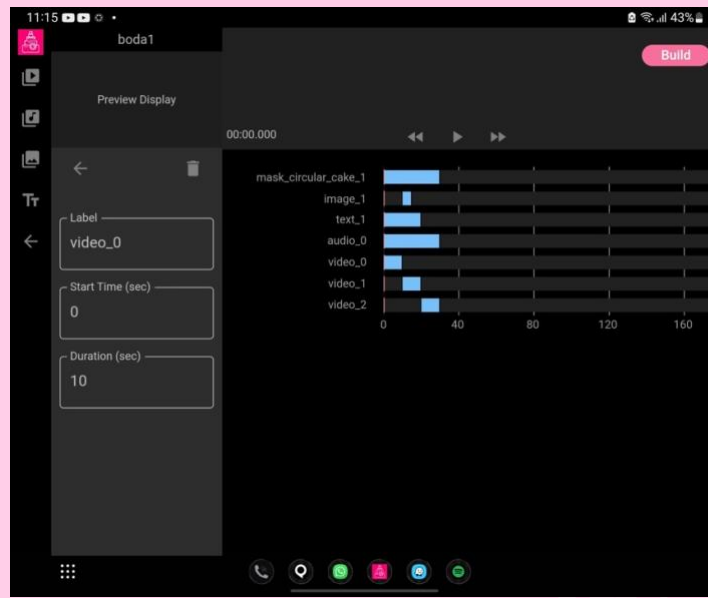 11:15
43%
boda1
Preview Display
Build
00:00.000
Tт
Label
video_0
Start Time (sec)
0
Duration (sec)
10
mask_circular_cake_1
image_1
text_1
audio_0
video_0
video_1
video_2
0 40 80 120 160